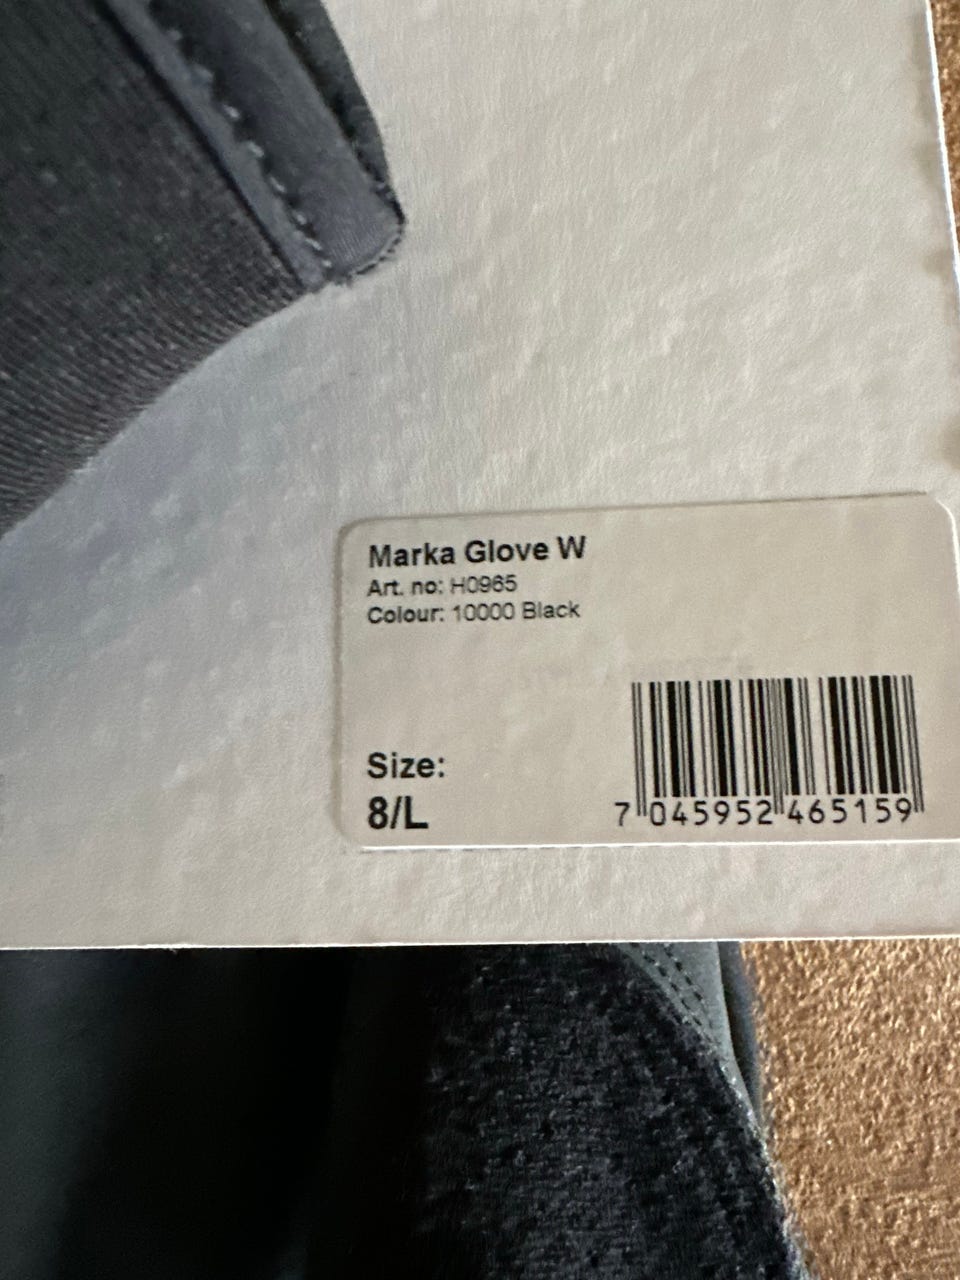 Marka Glove W
Art. no: H0965
Colour: 10000 Black
Size:
8/L
7 045952 465159